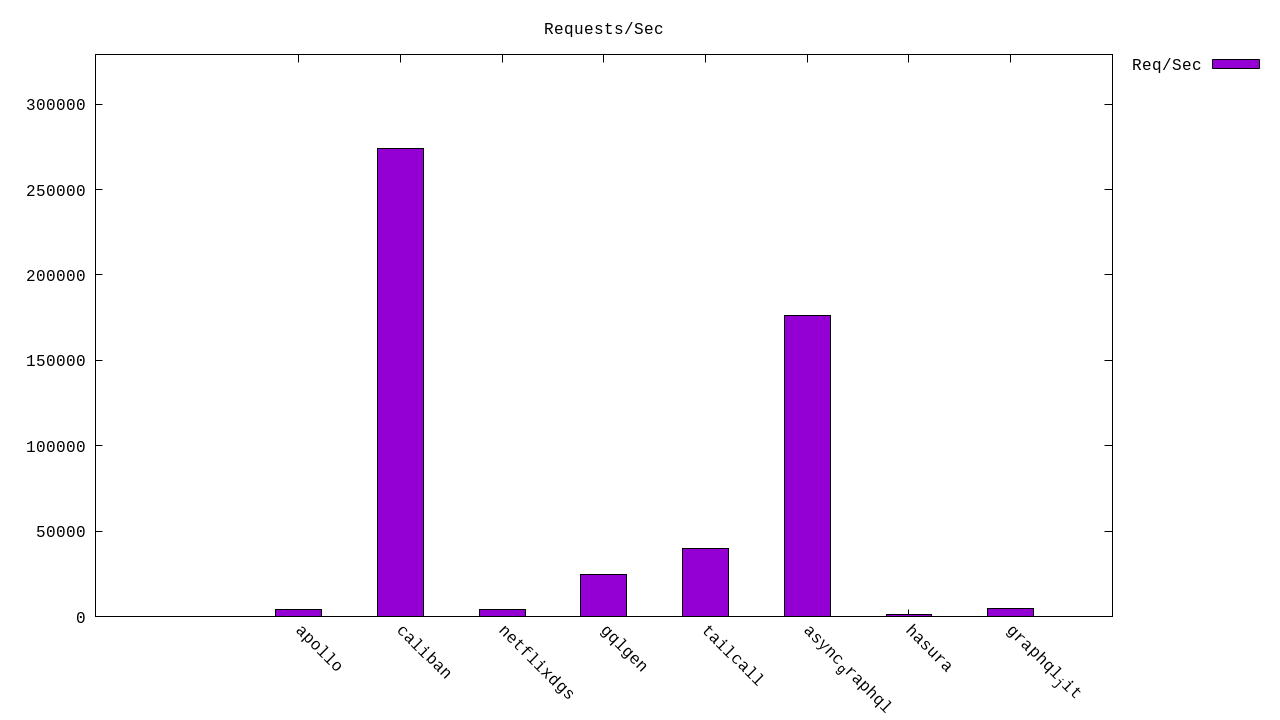 Requests/Sec
Req/Sec
300000
250000
200000
150000
100000
50000
0
apollo
caliban
netflixdgs
gqlgen
tailcall
async_graphql
hasura
graphql_jit